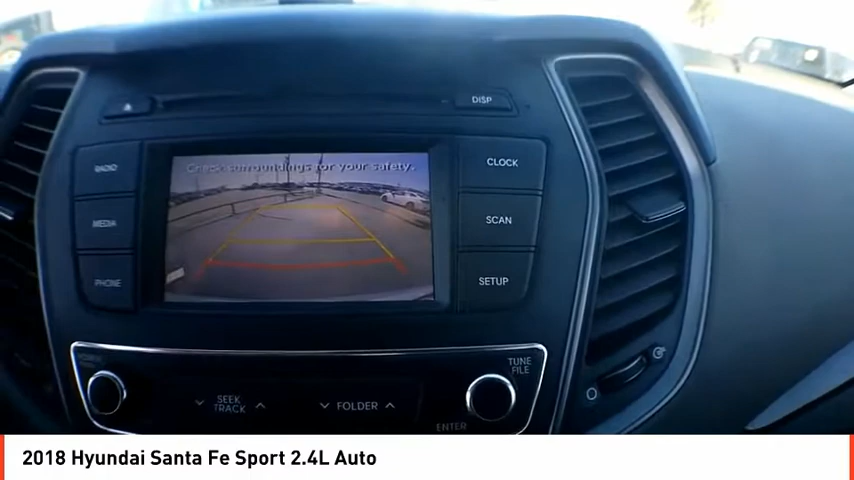 DISP
Check surroundings for your safety.
RADIO
CLOCK
MEDIA
SCAN
PHONE
SETUP
TUNE
FILE
SEEK
TRACK
FOLDER
ENTER
2018 Hyundai Santa Fe Sport 2.4L Auto